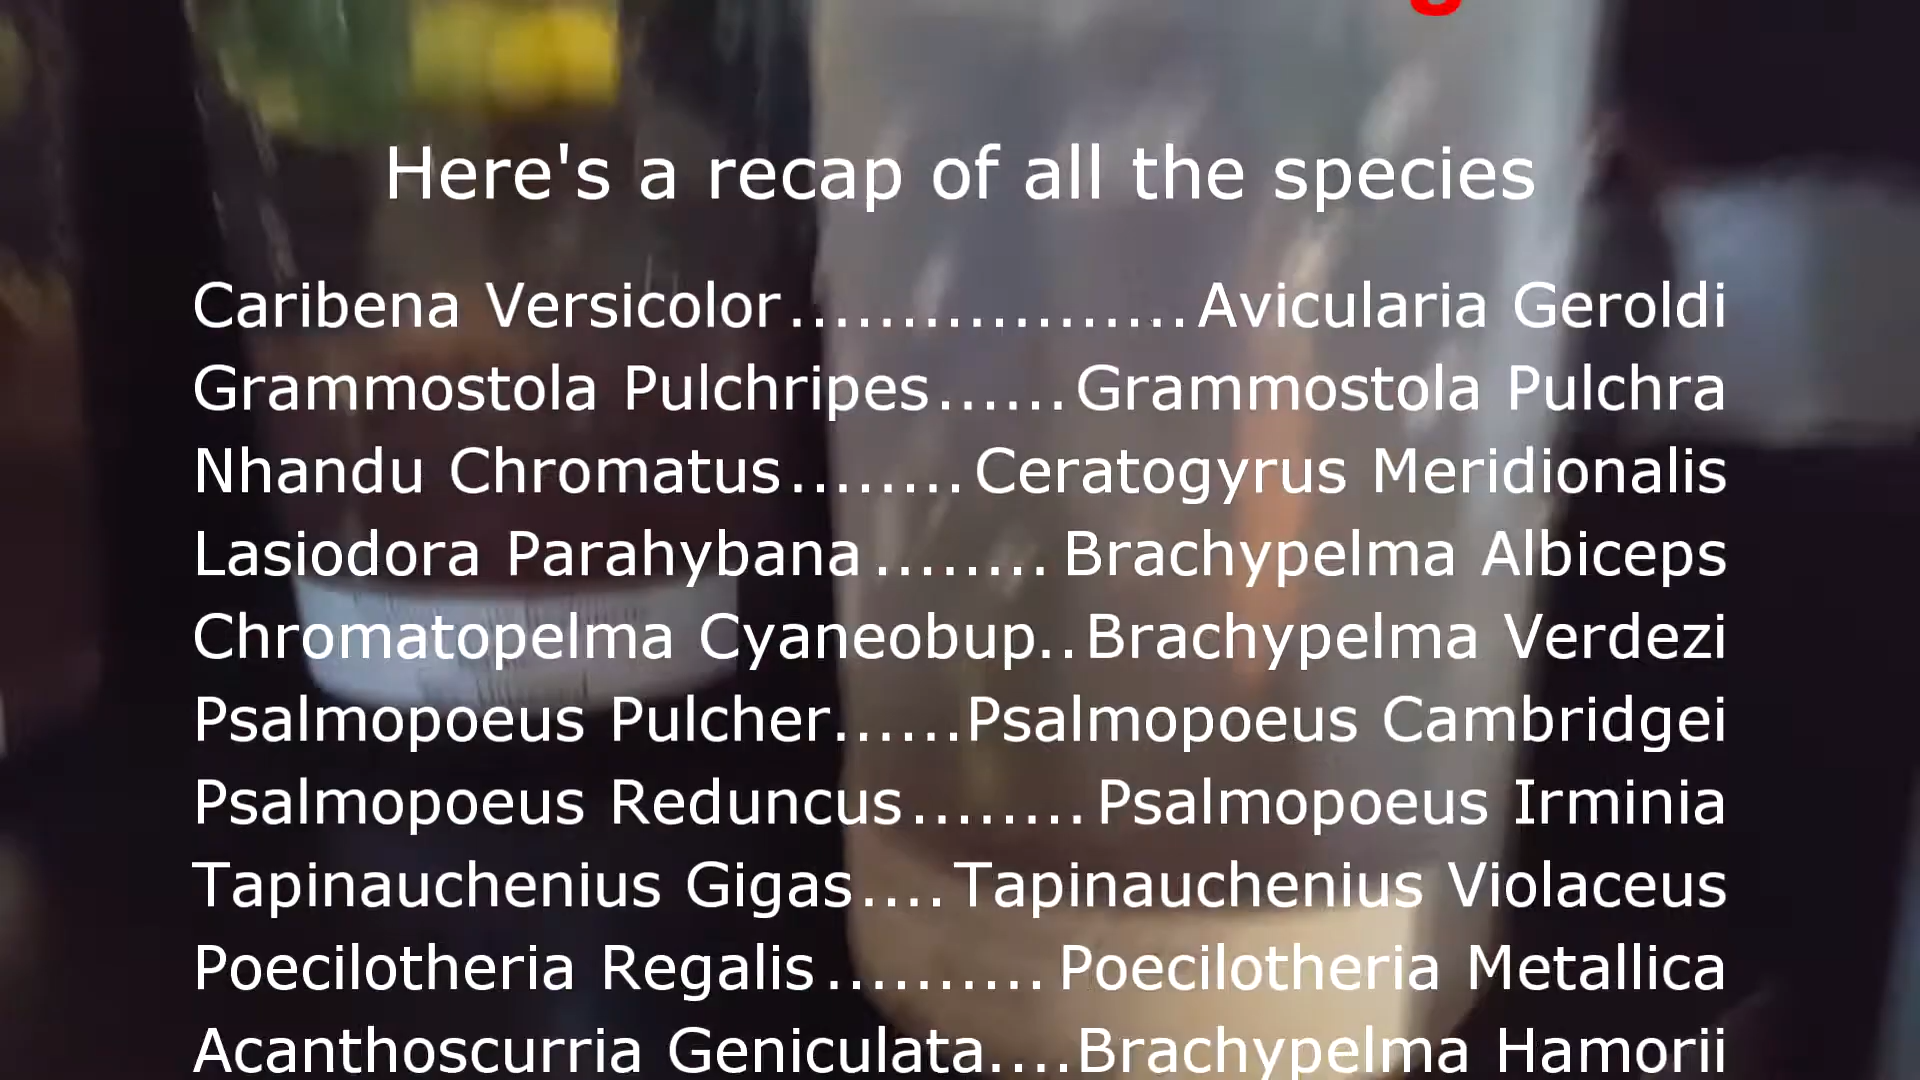 Here's a recap of all the species
Caribena Versicolor..................Avicularia Geroldi
Grammostola Pulchripes......Grammostola Pulchra
Nhandu Chromatus........Ceratogyrus Meridionalis
Lasiodora Parahybana........Brachypelma Albiceps
Chromatopelma Cyaneobup..Brachypelma Verdezi
Psalmopoeus Pulcher......Psalmopoeus Cambridgei
Psalmopoeus Reduncus........Psalmopoeus Irminia
Tapinauchenius Gigas....Tapinauchenius Violaceus
Poecilotheria Regalis..........Poecilotheria Metallica
Acanthoscurria Geniculata....Brachypelma Hamorii